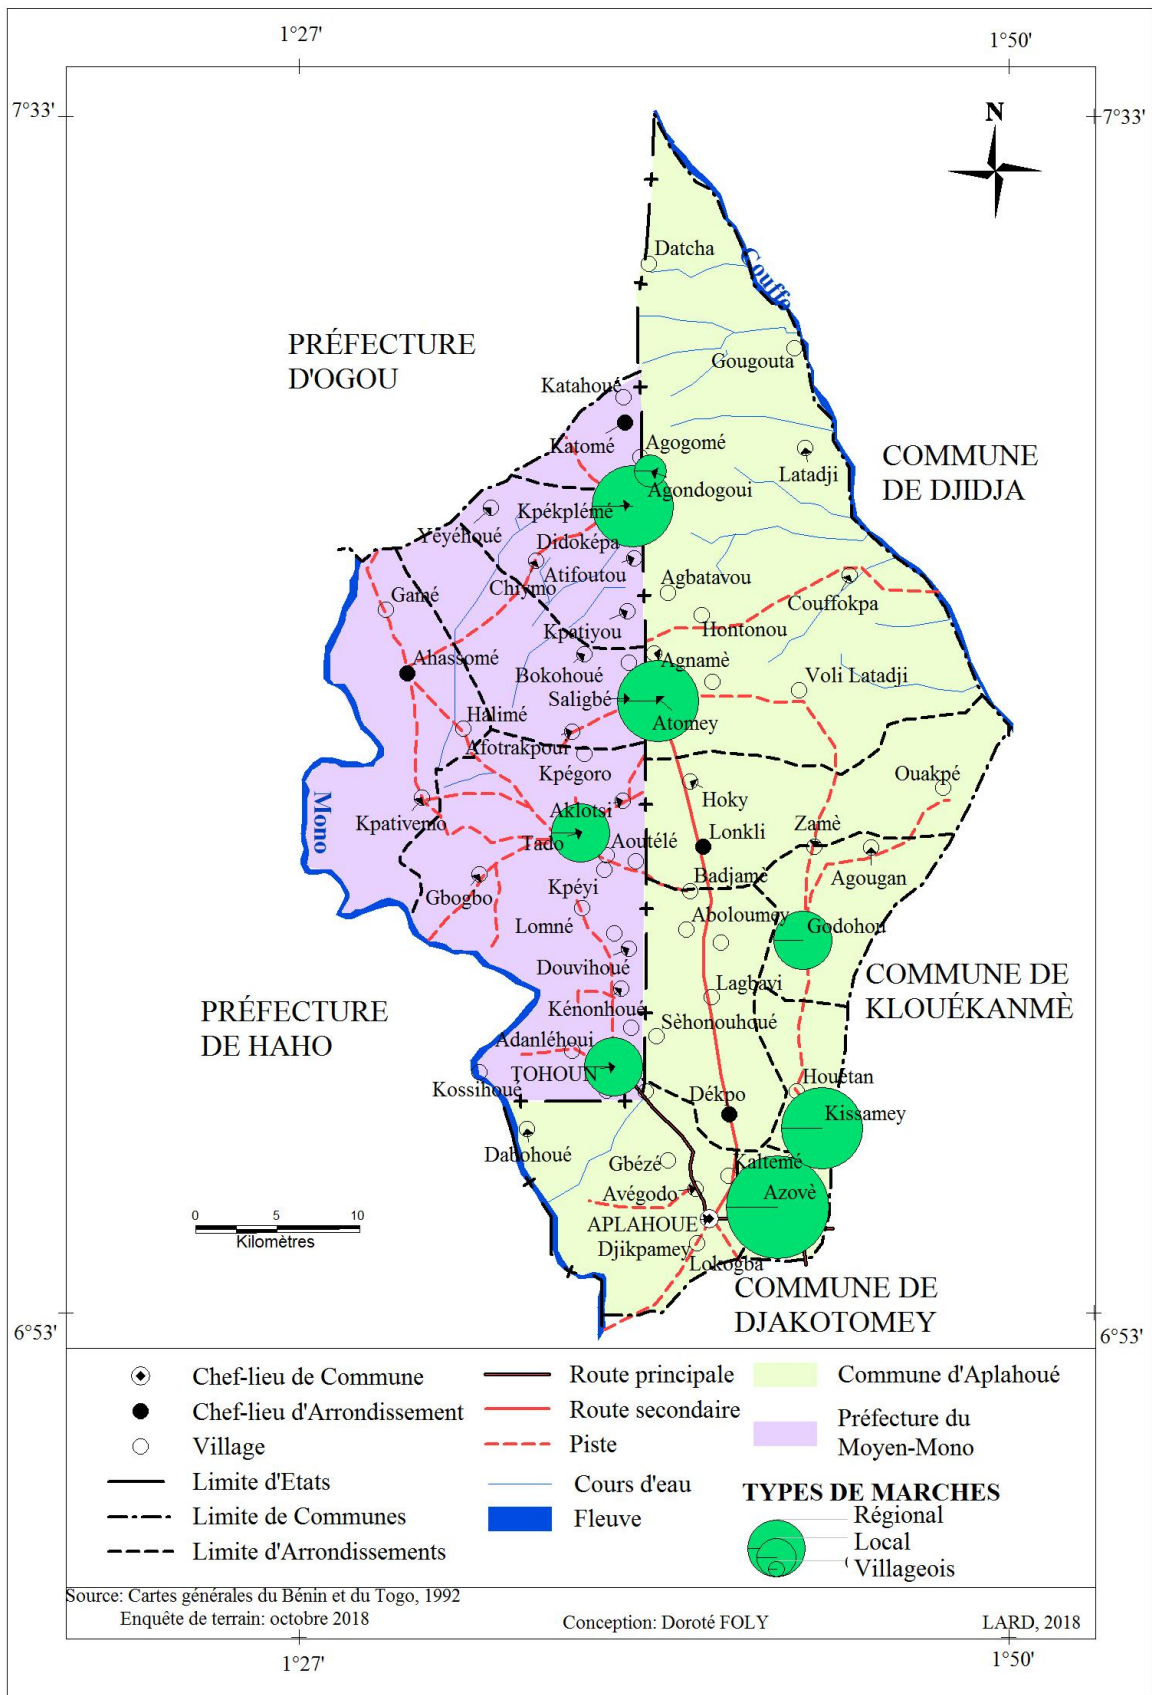 1°27'
1°50'
7°33'
7°33'
N
Datcha
Couffo
Gougouta
PRÉFECTURE
D'OGOU
Katahoué
Katomé
Agogomé
Latadji
COMMUNE
DE DJIDJA
Agondogoui
Kpékplémé
Yeyéhoué
Didoképa
Atifoutou
Chiymo
Agbatavou
Couffokpa
Gamé
Kpatiyou
Hontonou
Ahassomé
Bokohoué
Agnamè
Saligbé
Voli Latadji
Halimé
Atomey
Afotrakpoui
Kpégoro
Ouakpé
Mono
Kpativemo
Aklotsi
Hoky
Tado
Aoutélé
Lonkli
Zamè
Gbogbo
Kpéyi
Badjamè
Agougan
Lomné
Aboloumey
Godohou
Douvihoué
COMMUNE DE
KLOUÉKANMÈ
PRÉFECTURE
DE HAHO
Lagbavi
Kénonhoué
Sèhonouhoué
Adanléhoui
TOHOUN
Kossihoué
Houetan
Dékpo
Kissamey
Dabohoué
Gbézé
Kaltemé
Avégodo
Azovè
APLAHOUE
Djikpamey
Lokogba
0 5 10
Kilomètres
COMMUNE DE
DJAKOTOMEY
6°53'
6°53'
Chef-lieu de Commune
Chef-lieu d'Arrondissement
Village
Limite d'Etats
Limite de Communes
Limite d'Arrondissements
Route principale
Route secondaire
Piste
Cours d'eau
Fleuve
Commune d'Aplahoué
Préfecture du
Moyen-Mono
TYPES DE MARCHES
Régional
Local
Villageois
Source: Cartes générales du Bénin et du Togo, 1992
Enquête de terrain: octobre 2018
Conception: Doroté FOLY
LARD, 2018
1°27'
1°50'